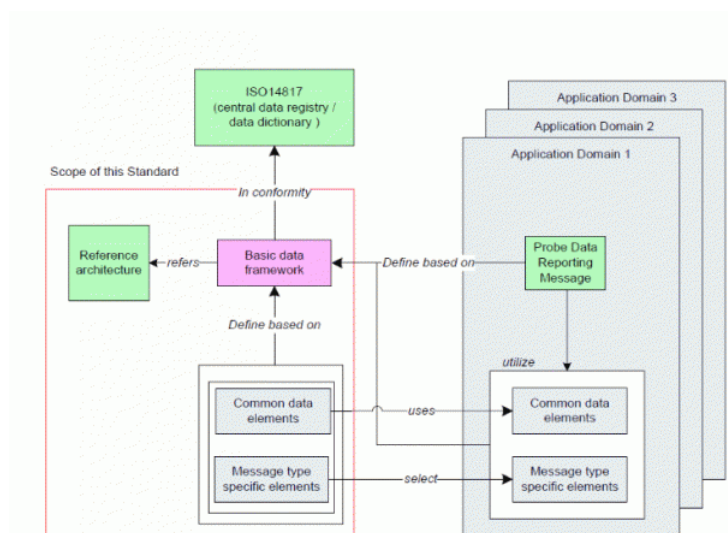 ISO14817
(central data registry /
data dictionary )
Application Domain 3
Application Domain 2
Application Domain 1
Scope of this Standard
In conformity
Reference
architecture
refers
Basic data
framework
Define based on
Probe Data
Reporting
Message
Define based on
utilize
Common data
elements
uses
Common data
elements
Message type
specific elements
select
Message type
specific elements